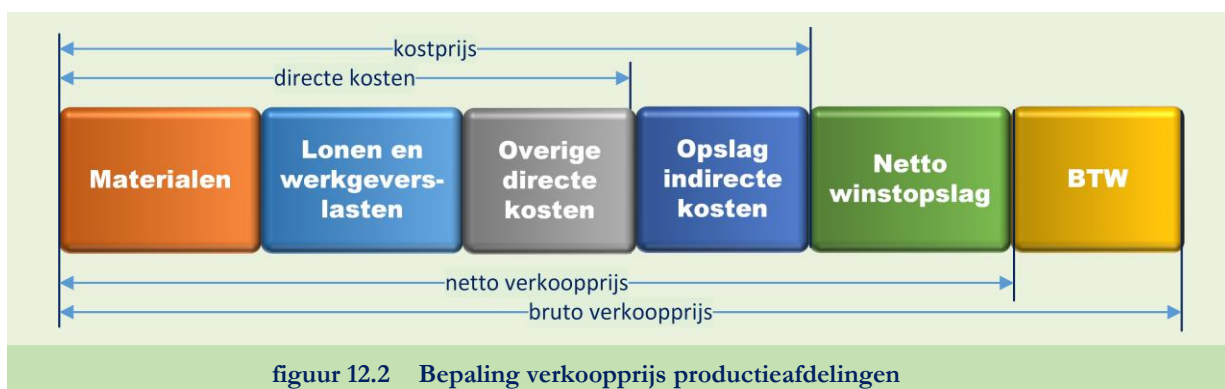 kostprijs
directe kosten
Materialen
Lonen en
werkgevers-
lasten
Overige
directe
kosten
Opslag
indirecte
kosten
Netto
winstopslag
BTW
netto verkoopprijs
bruto verkoopprijs
figuur 12.2 Bepaling verkoopprijs productieafdelingen